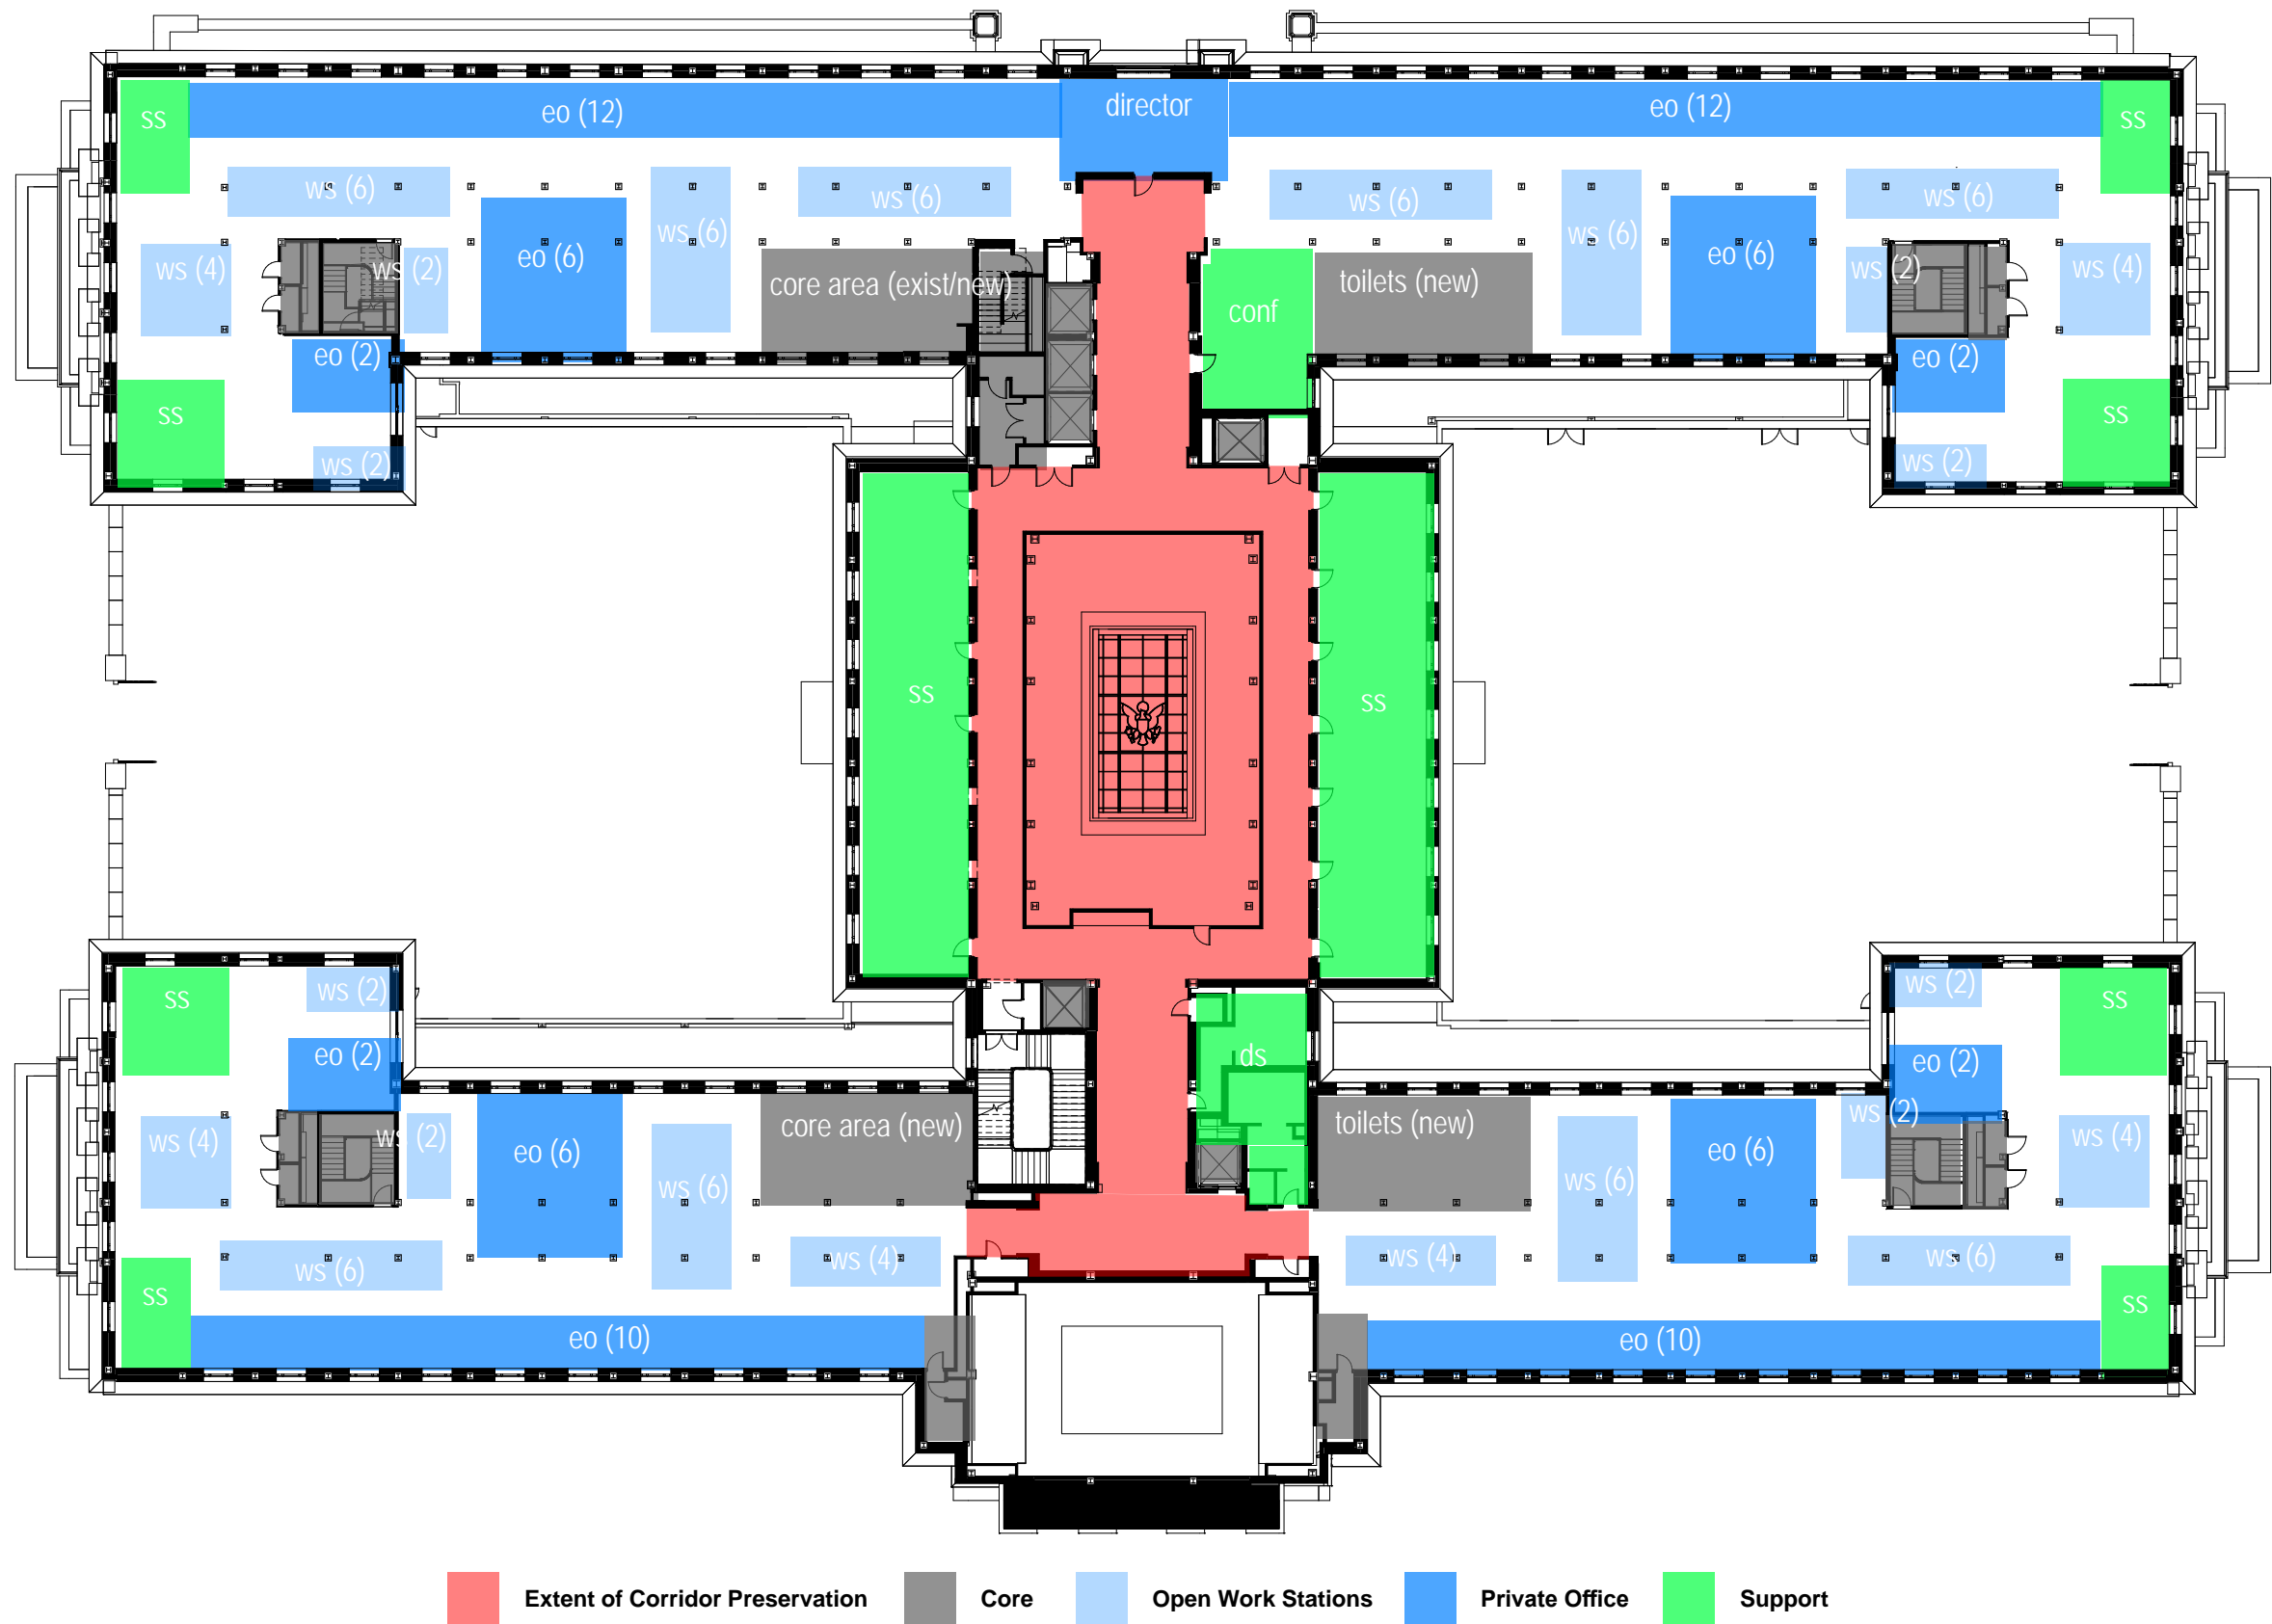 eo (12)
director
eo (12)
ss
ss
ws (6)
ws (6)
ws (6)
ws (6)
ws (6)
ws (6)
ws (4)
ws (2)
eo (6)
core area (exist/new)
conf
toilets (new)
eo (6)
ws (2)
ws (4)
eo (2)
eo (2)
ss
ss
ws (2)
ws (2)
ss
ss
ss
ws (2)
ws (2)
ss
eo (2)
ds
eo (2)
ws (4)
ws (2)
eo (6)
core area (new)
toilets (new)
eo (6)
ws (2)
ws (4)
ws (6)
ws (6)
ws (6)
ws (4)
ws (4)
ws (6)
ss
ss
eo (10)
eo (10)
Extent of Corridor Preservation
Core
Open Work Stations
Private Office
Support